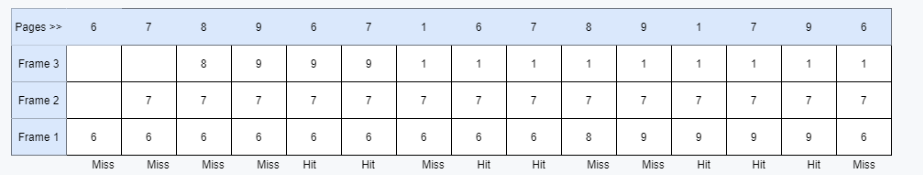 Pages >> 6 7 8 9 6 7 1 6 7 8 9 1 7 9 6
Frame 3 8 9 9 9 1 1 1 1 1 1 1 1 1
Frame 2 7 7 7 7 7 7 7 7 7 7 7 7 7 7
Frame 1 6 6 6 6 6 6 6 6 6 8 9 9 9 9 6
Miss Miss Miss Miss Hit Hit Miss Hit Hit Miss Miss Hit Hit Hit Miss